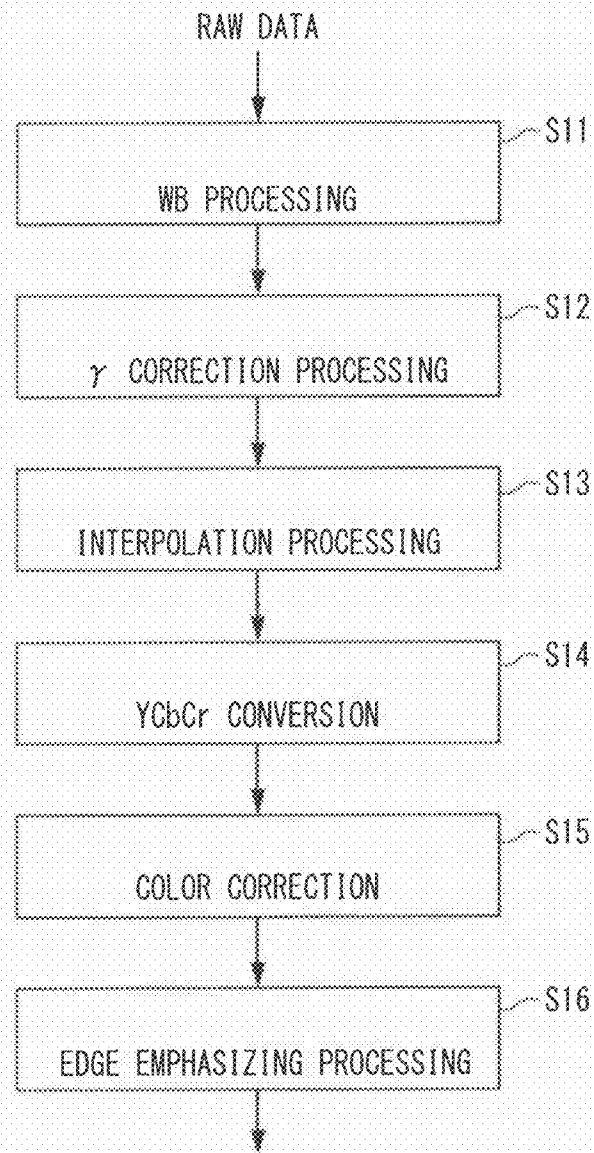 RAW DATA
S11
WB PROCESSING
S12
γ CORRECTION PROCESSING
S13
INTERPOLATION PROCESSING
S14
YCbCr CONVERSION
S15
COLOR CORRECTION
S16
EDGE EMPHASIZING PROCESSING